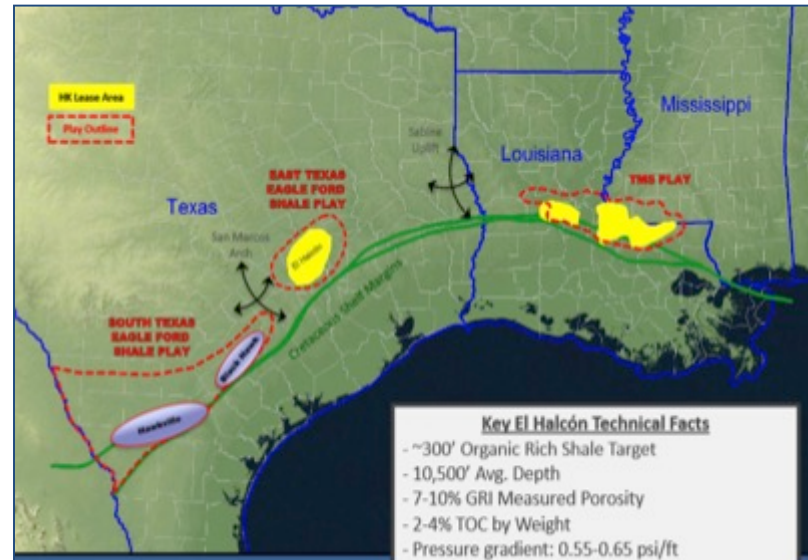 HK Lease Area
Play Outline
Mississippi
Sabine
Uplift
Louisiana
TMS PLAY
EAST TEXAS
EAGLE FORD
SHALE PLAY
Texas
El Halcón
San Marcos
Arch
Cretaceous Shelf Margins
SOUTH TEXAS
EAGLE FORD
SHALE PLAY
Black Hawk
Hawkville
Key El Halcón Technical Facts
- ~300' Organic Rich Shale Target
- 10,500' Avg. Depth
- 7-10% GRI Measured Porosity
- 2-4% TOC by Weight
- Pressure gradient: 0.55-0.65 psi/ft